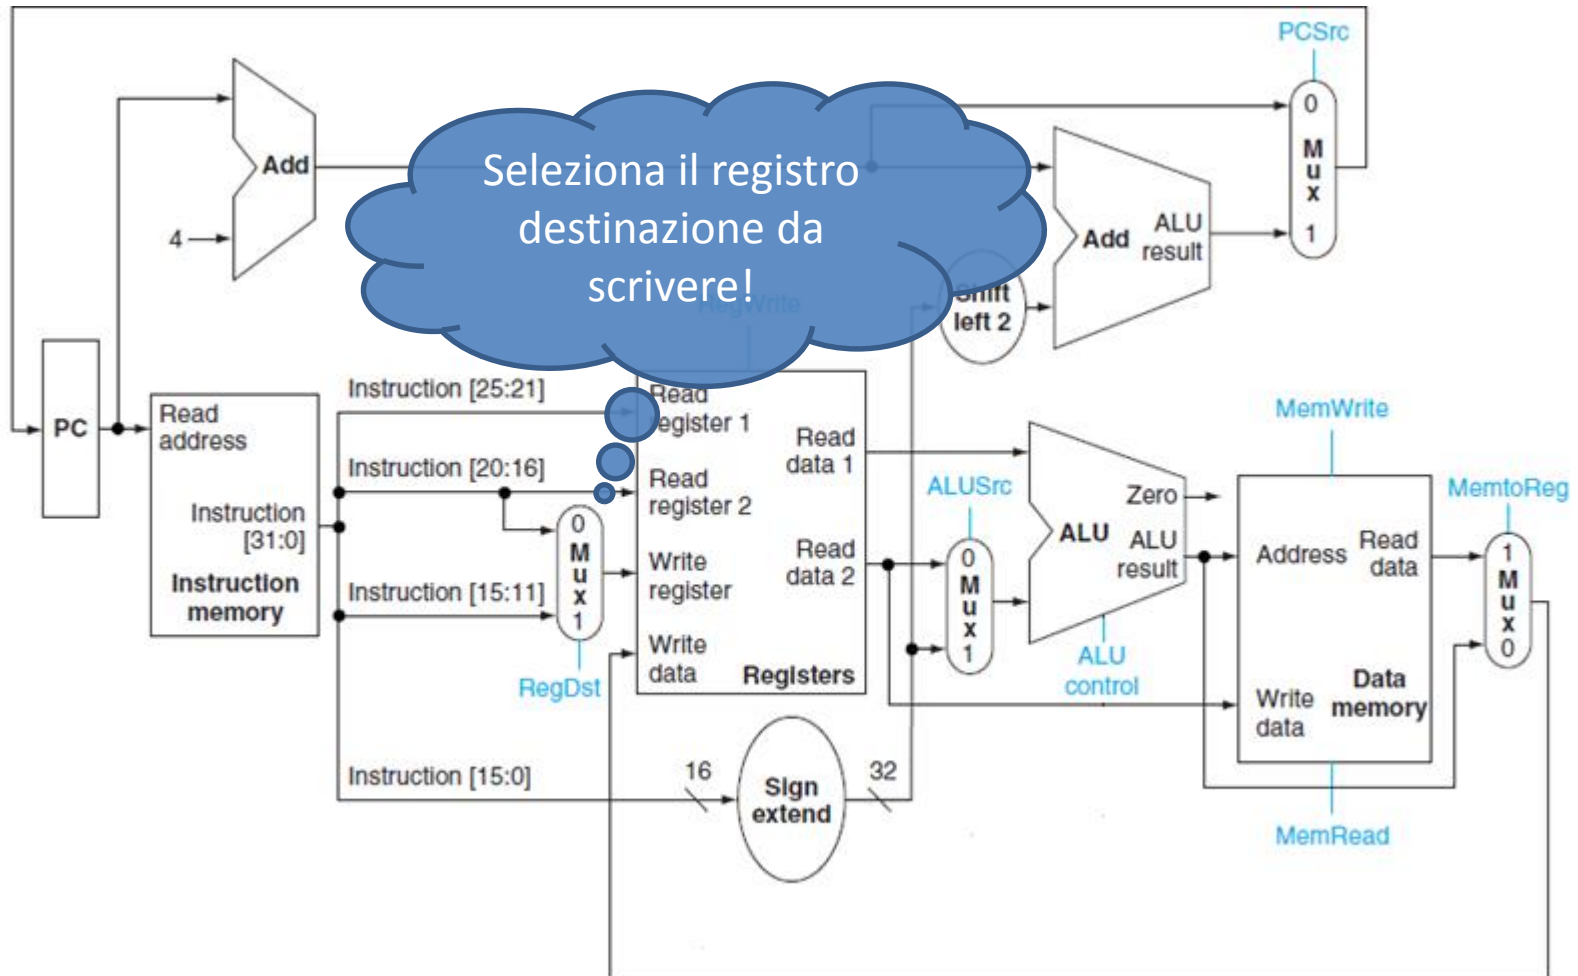 PCSrc
0
M
u
x
1
Add
4
Seleziona il registro
destinazione da
scrivere!
Add
ALU
result
RegWrite
Shift
left 2
PC
Read
address
Instruction
[31:0]
Instruction
memory
Instruction [25:21]
Instruction [20:16]
Instruction [15:11]
Instruction [15:0]
0
M
u
x
1
RegDst
Read
register 1
Read
register 2
Write
register
Write
data
Read
data 1
Read
data 2
Registers
16
Sign
extend
32
ALUSrc
0
M
u
x
1
Zero
ALU
ALU
result
ALU
control
MemWrite
Address
Read
data
Write
data
Data
memory
MemRead
MemtoReg
1
M
u
x
0